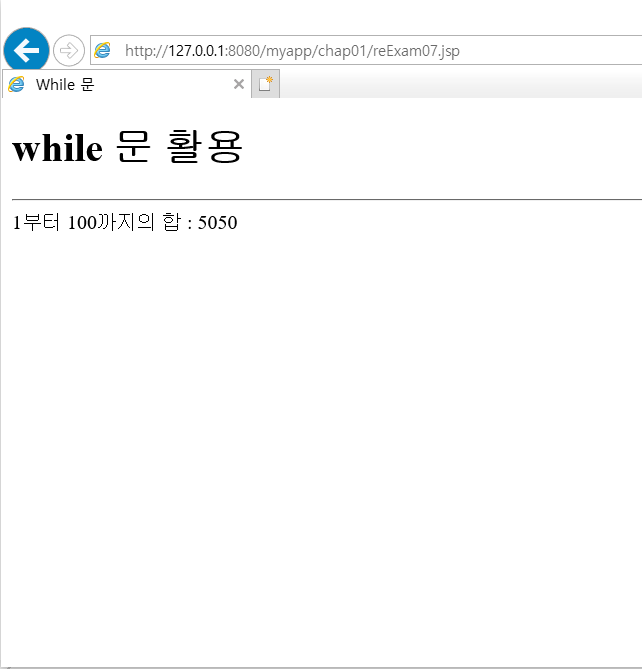 http://127.0.0.1:8080/myapp/chap01/reExam07.jsp
While 문
while 문 활용
1부터 100까지의 합 : 5050